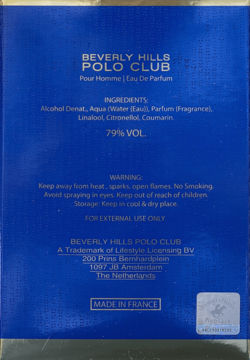 BEVERLY HILLS
POLO CLUB
Pour Homme | Eau De Parfum
INGREDIENTS:
Alcohol Denat., Aqua (Water (Eau)), Parfum (Fragrance),
Linalool, Citronellol, Coumarin.
79% VOL.
WARNING:
Keep away from heat , sparks, open flames. No Smoking.
Avoid spraying in eyes. Keep out of reach of children.
Storage: Keep in cool & dry place.
FOR EXTERNAL USE ONLY
BEVERLY HILLS POLO CLUB
A Trademark of Lifestyle Licensing BV
200 Prins Bernhardplein
1097 JB Amsterdam
The Netherlands
MADE IN FRANCE